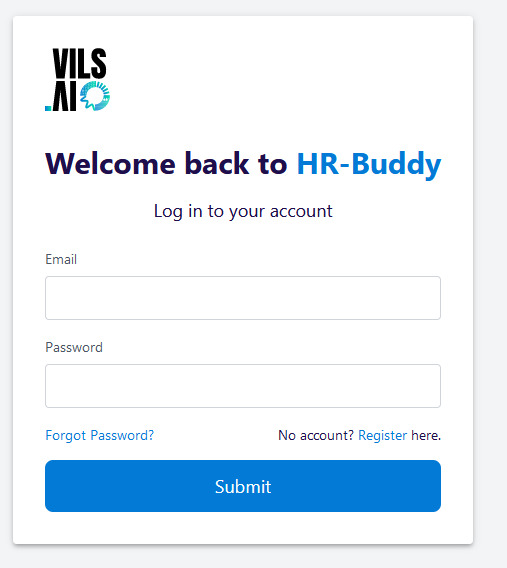 VILS
.AI
Welcome back to HR-Buddy
Log in to your account
Email
Password
Forgot Password? No account? Register here.
Submit